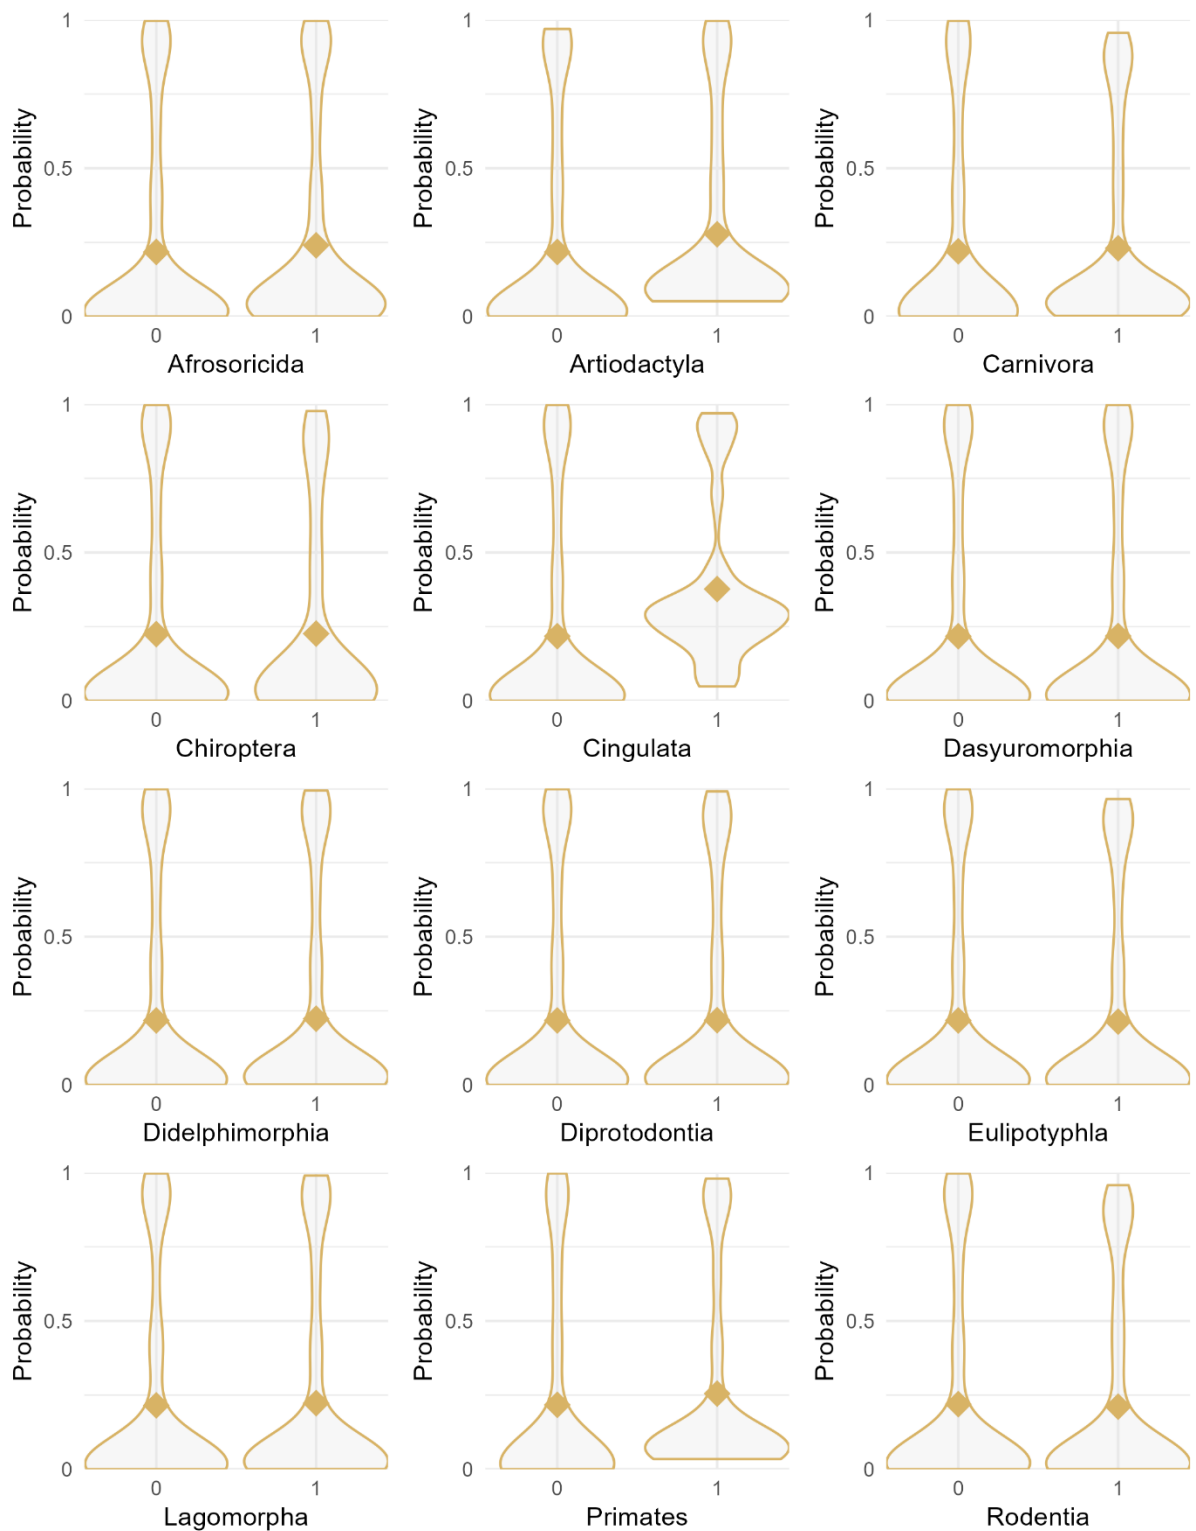 1
0.5
0
Probability
0 1
Afrosoricida
1
0.5
0
Probability
0 1
Artiodactyla
1
0.5
0
Probability
0 1
Carnivora
1
0.5
0
Probability
0 1
Chiroptera
1
0.5
0
Probability
0 1
Cingulata
1
0.5
0
Probability
0 1
Dasyuromorphia
1
0.5
0
Probability
0 1
Didelphimorphia
1
0.5
0
Probability
0 1
Diprotodontia
1
0.5
0
Probability
0 1
Eulipotyphla
1
0.5
0
Probability
0 1
Lagomorpha
1
0.5
0
Probability
0 1
Primates
1
0.5
0
Probability
0 1
Rodentia